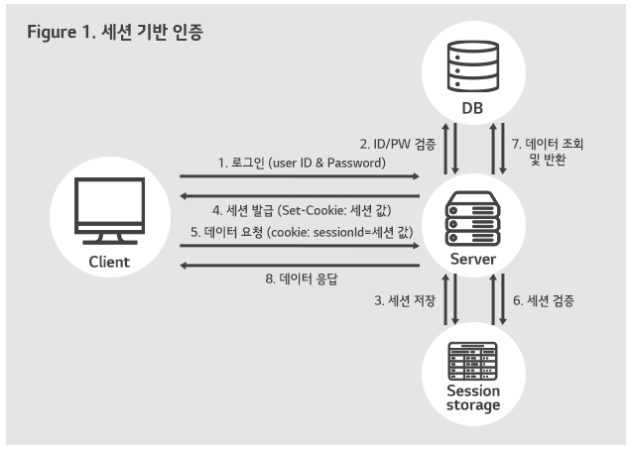 Figure 1. 세션 기반 인증
DB
2. ID/PW 검증
7. 데이터 조회
및 반환
1. 로그인 (user ID & Password)
4. 세션 발급 (Set-Cookie: 세션 값)
5. 데이터 요청 (cookie: sessionId=세션 값)
Client
Server
8. 데이터 응답
3. 세션 저장
6. 세션 검증
Session
storage